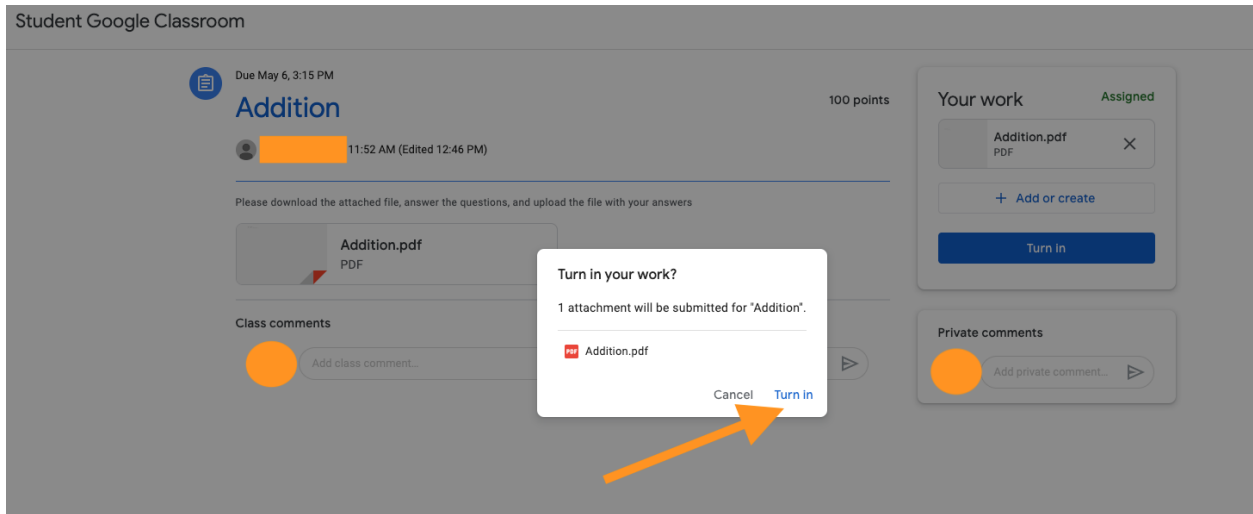 Student Google Classroom
Due May 6, 3:15 PM
Addition
100 points
11:52 AM (Edited 12:46 PM)
Please download the attached file, answer the questions, and upload the file with your answers
Addition.pdf
PDF
Class comments
Add class comment...
Turn in your work?
1 attachment will be submitted for "Addition".
PDF
Addition.pdf
Cancel
Turn in
Your work
Assigned
Addition.pdf
PDF
+ Add or create
Turn in
Private comments
Add private comment...